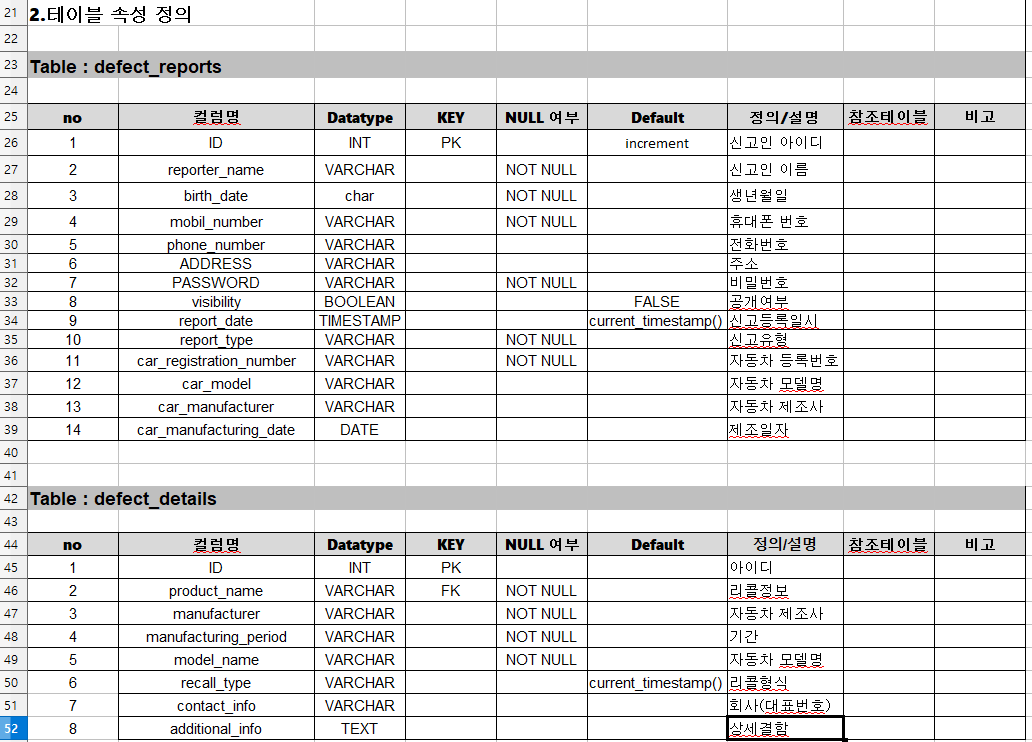 21 2.테이블 속성 정의
22
23 Table : defect_reports
24
25 no 컬럼명 Datatype KEY NULL 여부 Default 정의/설명 참조테이블 비고
26 1 ID INT PK increment 신고인 아이디
27 2 reporter_name VARCHAR NOT NULL 신고인 이름
28 3 birth_date char NOT NULL 생년월일
29 4 mobil_number VARCHAR NOT NULL 휴대폰 번호
30 5 phone_number VARCHAR 전화번호
31 6 ADDRESS VARCHAR 주소
32 7 PASSWORD VARCHAR NOT NULL 비밀번호
33 8 visibility BOOLEAN FALSE 공개여부
34 9 report_date TIMESTAMP current_timestamp() 신고등록일시
35 10 report_type VARCHAR NOT NULL 신고유형
36 11 car_registration_number VARCHAR NOT NULL 자동차 등록번호
37 12 car_model VARCHAR 자동차 모델명
38 13 car_manufacturer VARCHAR 자동차 제조사
39 14 car_manufacturing_date DATE 제조일자
40
41
42 Table : defect_details
43
44 no 컬럼명 Datatype KEY NULL 여부 Default 정의/설명 참조테이블 비고
45 1 ID INT PK 아이디
46 2 product_name VARCHAR FK NOT NULL 리콜정보
47 3 manufacturer VARCHAR NOT NULL 자동차 제조사
48 4 manufacturing_period VARCHAR NOT NULL 기간
49 5 model_name VARCHAR NOT NULL 자동차 모델명
50 6 recall_type VARCHAR current_timestamp() 리콜형식
51 7 contact_info VARCHAR 회사(대표번호)
52 8 additional_info TEXT 상세결함